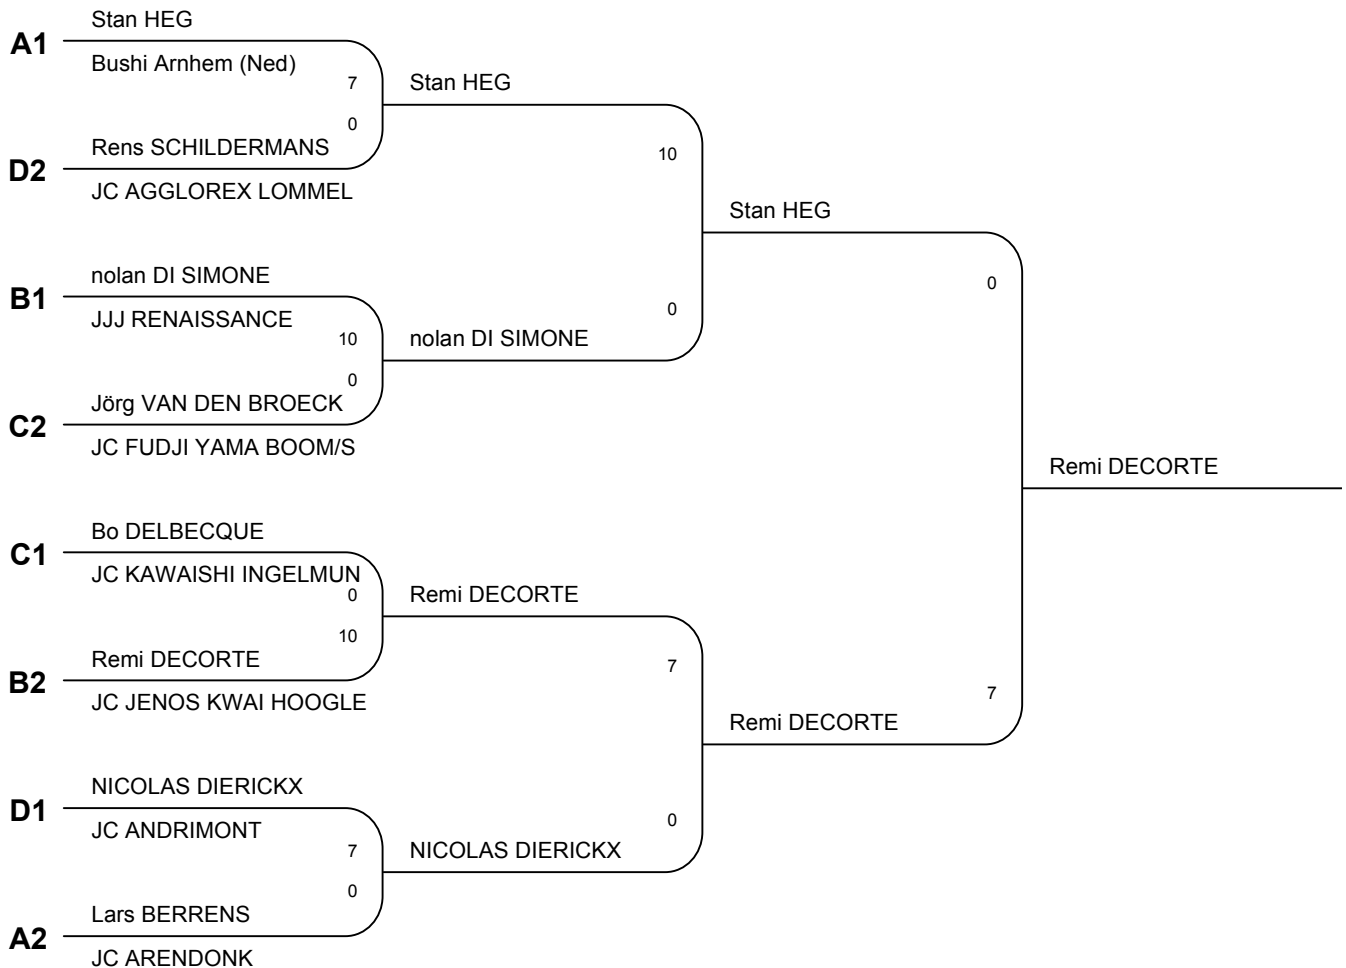 Stan HEG
A1
Bushi Arnhem (Ned)
7
0
Rens SCHILDERMANS
D2
JC AGGLOREX LOMMEL
nolan DI SIMONE
B1
JJJ RENAISSANCE
10
0
Jörg VAN DEN BROECK
C2
JC FUDJI YAMA BOOM/S
Bo DELBECQUE
C1
JC KAWAISHI INGELMUN
0
10
Remi DECORTE
B2
JC JENOS KWAI HOOGLE
NICOLAS DIERICKX
D1
JC ANDRIMONT
7
0
Lars BERRENS
A2
JC ARENDONK
Stan HEG
10
0
nolan DI SIMONE
Remi DECORTE
7
0
NICOLAS DIERICKX
Stan HEG
0
7
Remi DECORTE
Remi DECORTE